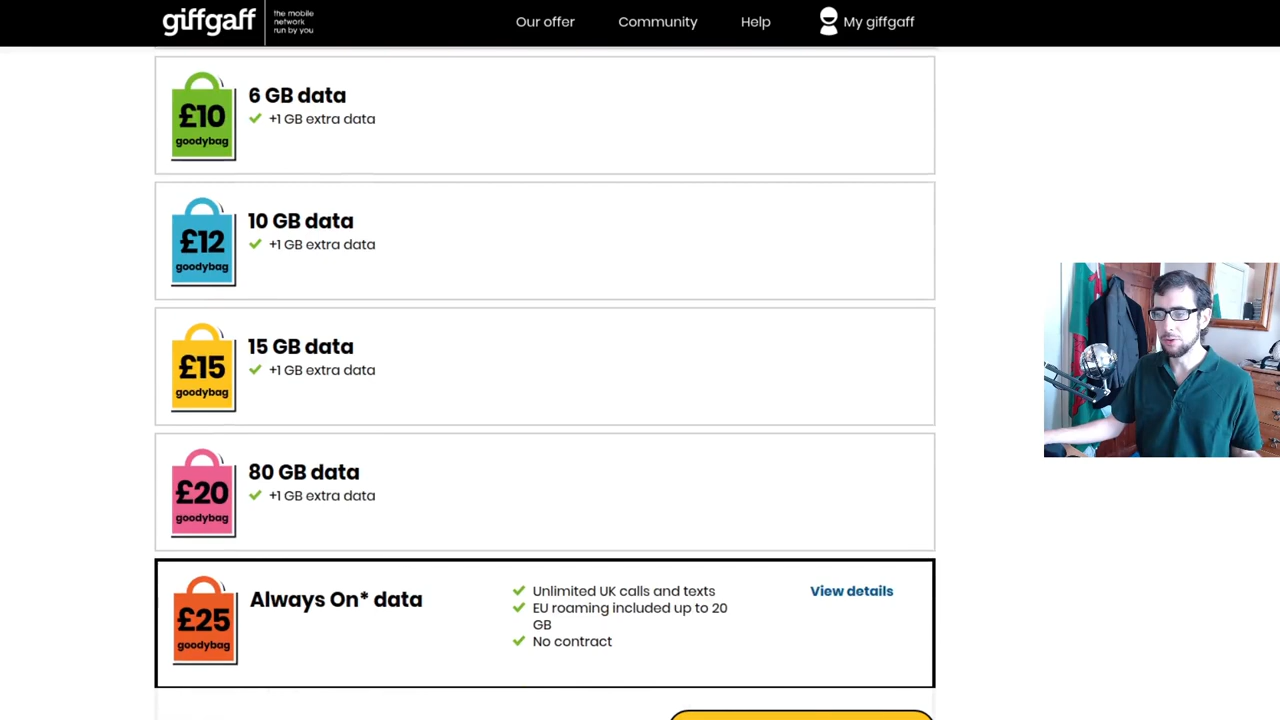 giffgaff
the mobile
network
run by you
Our offer
Community
Help
My giffgaff
£10
goodybag
6 GB data
+1 GB extra data
£12
goodybag
10 GB data
+1 GB extra data
£15
goodybag
15 GB data
+1 GB extra data
£20
goodybag
80 GB data
+1 GB extra data
£25
goodybag
Always On* data
Unlimited UK calls and texts
EU roaming included up to 20
GB
No contract
View details